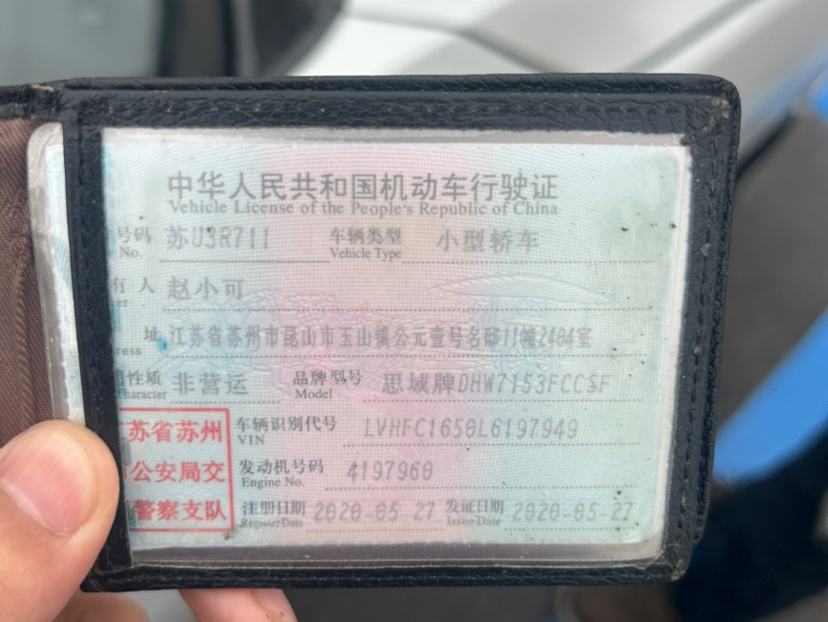 中华人民共和国机动车行驶证
Vehicle License of the People's Republic of China
号码 苏U3R711 车辆类型 小型轿车
No. Vehicle Type
有 人 赵小可
er
址 江苏省苏州市昆山市玉山镇公元壹号名邸11幢2404室
ress
性质 非营运 品牌型号 思域牌DHW7153FCCSF
haracter Model
苏省苏州 车辆识别代号 LVHFC1650L6197949
VIN
公安局交 发动机号码 4197960
Engine No.
警察支队 注册日期 2020-05-27 发证日期 2020-05-27
Register Date Issue Date